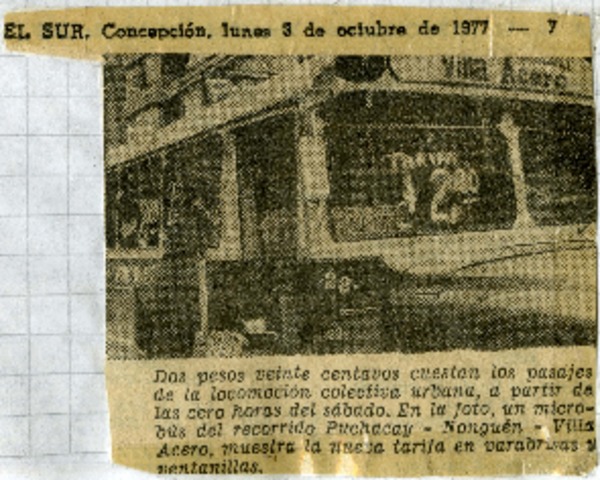 EL SUR, Concepción, lunes 3 de octubre de 1977 — 7
Villa Acero
220
Dos pesos veinte centavos cuestan los pasajes
de la locomoción colectiva urbana, a partir de
las cero horas del sábado. En la foto, un micro-
bús del recorrido Puchacay - Nonguén - Villa
Acero, muestra la nueva tarifa en parabrisas y
ventanillas.